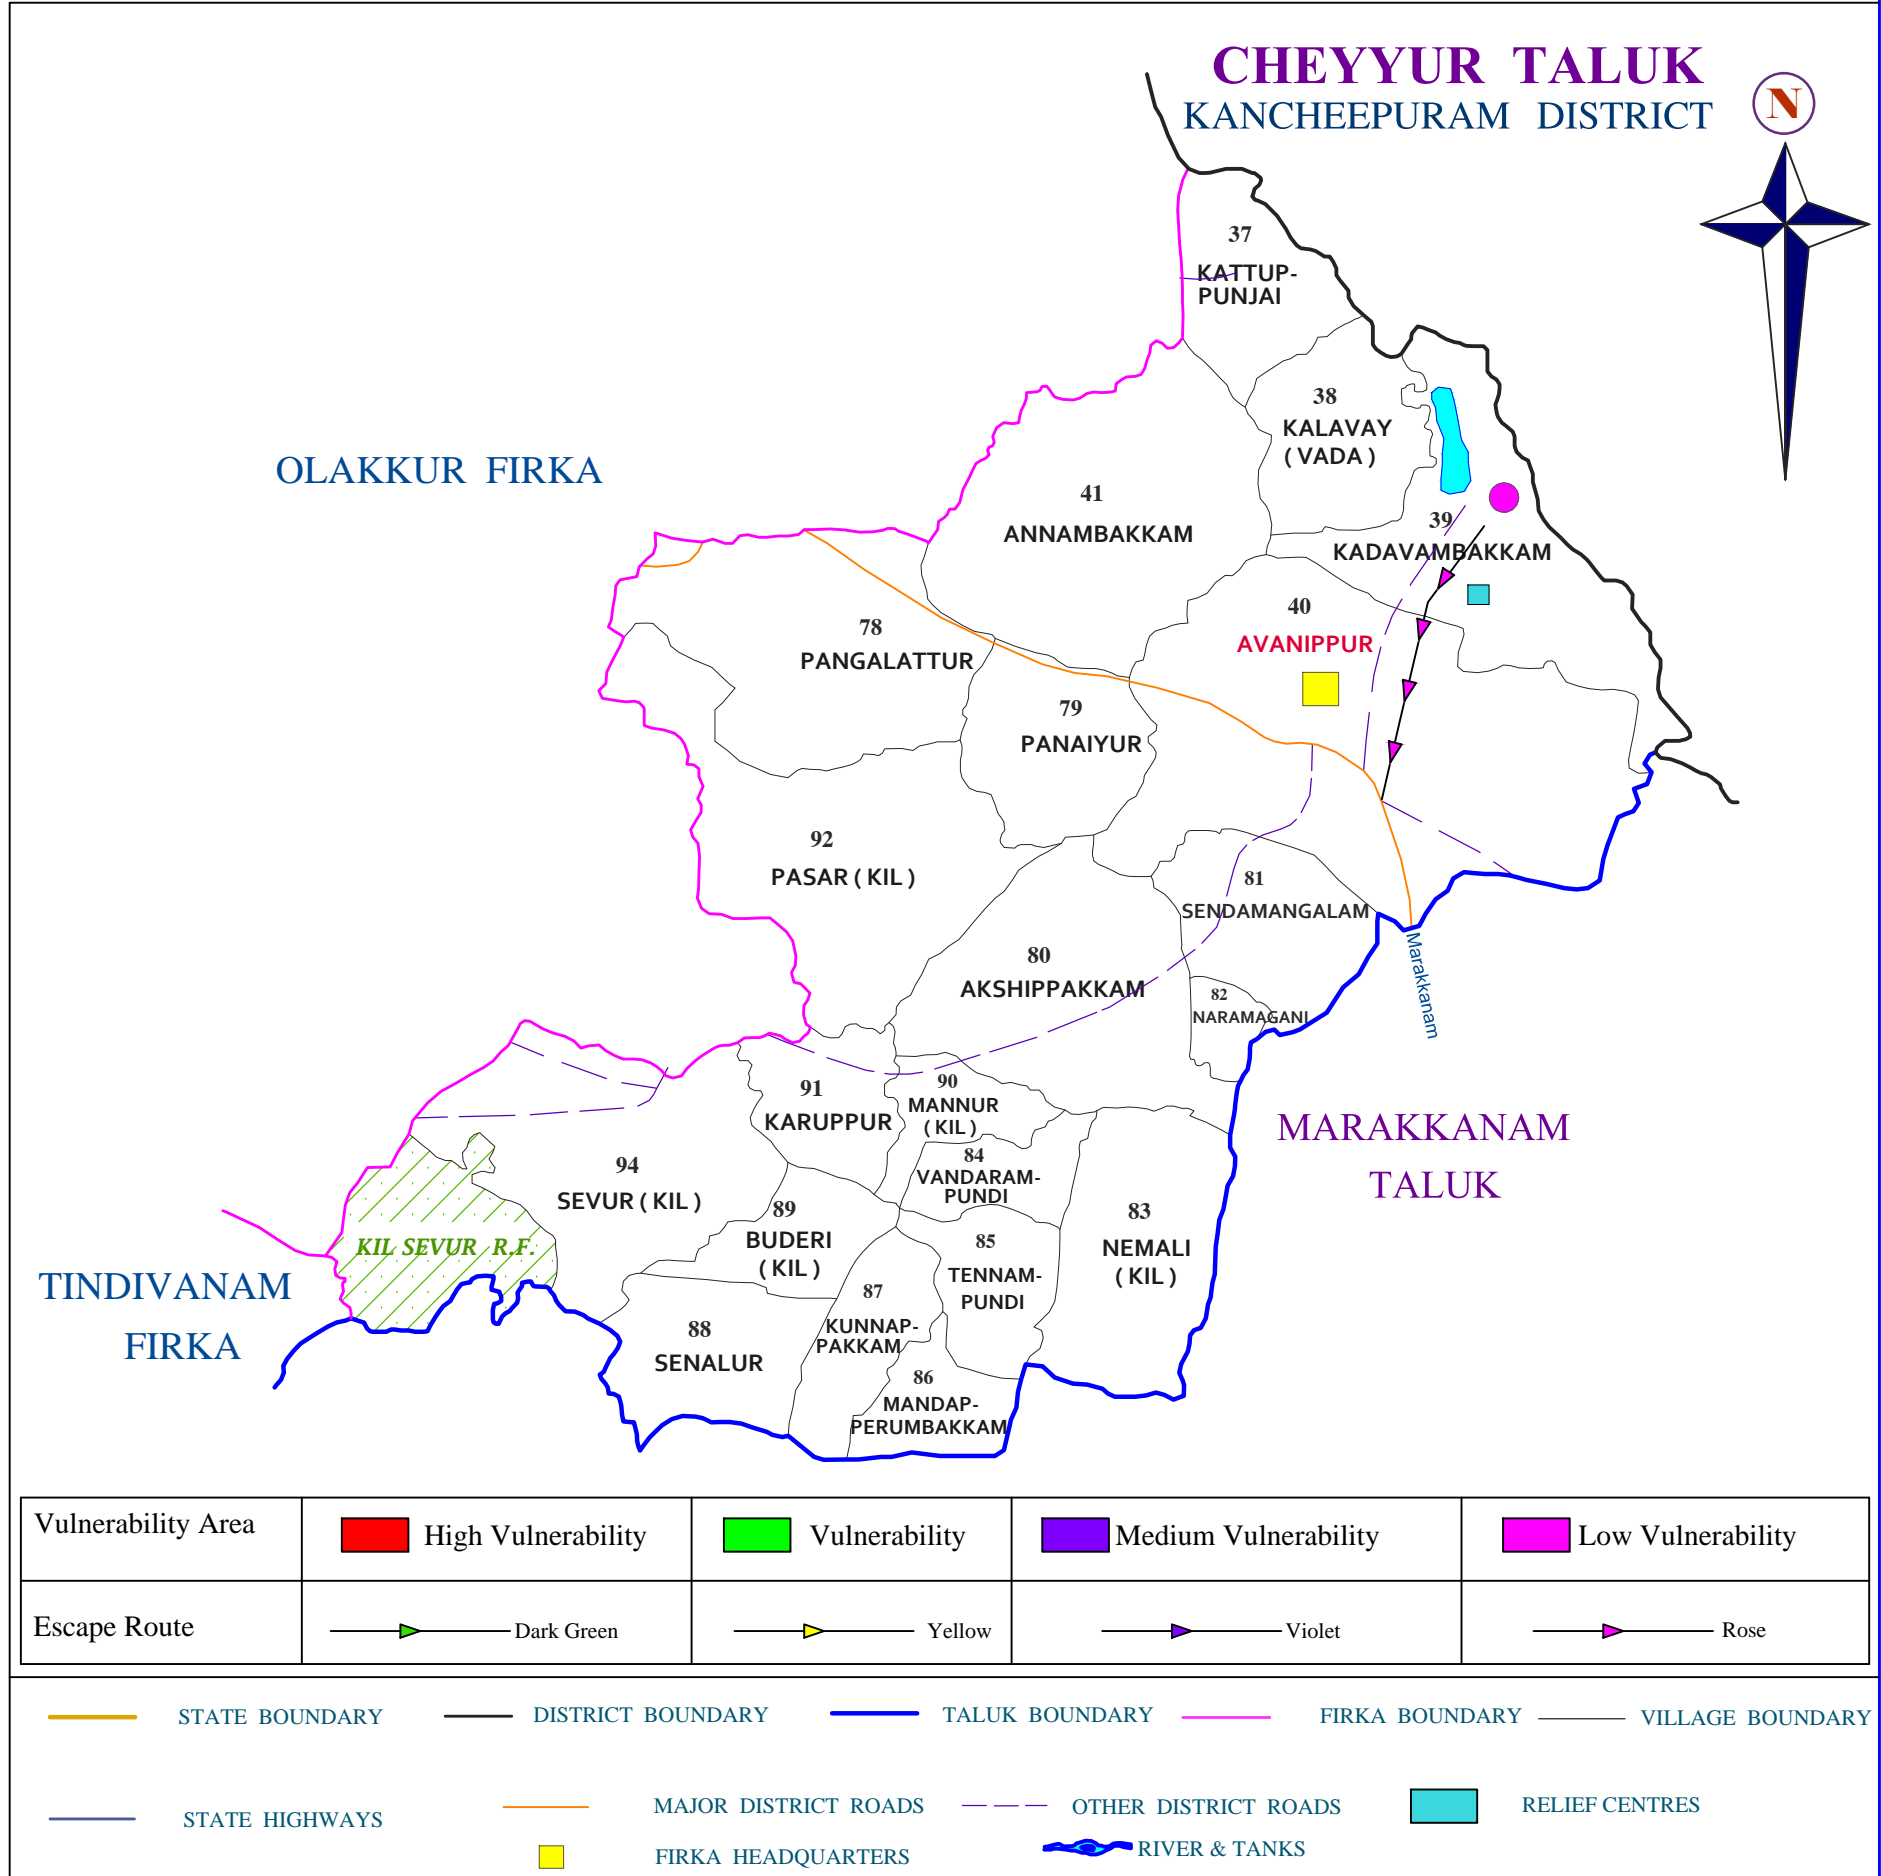 CHEYYUR TALUK
KANCHEEPURAM DISTRICT
N
37
KATTUP-
PUNJAI
38
KALAVAY
( VADA )
OLAKKUR FIRKA
41
ANNAMBAKKAM
39
KADAVAMBAKKAM
40
AVANIPPUR
78
PANGALATTUR
79
PANAIYUR
92
PASAR ( KIL )
81
SENDAMANGALAM
80
AKSHIPPAKKAM
82
NARAMAGANI
Marakkanam
91
KARUPPUR
90
MANNUR
( KIL )
MARAKKANAM
TALUK
94
SEVUR ( KIL )
84
VANDARAM-
PUNDI
89
BUDERI
( KIL )
83
NEMALI
( KIL )
KIL SEVUR R.F.
85
TENNAM-
PUNDI
TINDIVANAM
FIRKA
87
KUNNAP-
PAKKAM
88
SENALUR
86
MANDAP-
PERUMBAKKAM
Vulnerability Area
High Vulnerability
Vulnerability
Medium Vulnerability
Low Vulnerability
Escape Route
Dark Green
Yellow
Violet
Rose
STATE BOUNDARY
DISTRICT BOUNDARY
TALUK BOUNDARY
FIRKA BOUNDARY
VILLAGE BOUNDARY
STATE HIGHWAYS
MAJOR DISTRICT ROADS
OTHER DISTRICT ROADS
RELIEF CENTRES
FIRKA HEADQUARTERS
RIVER & TANKS